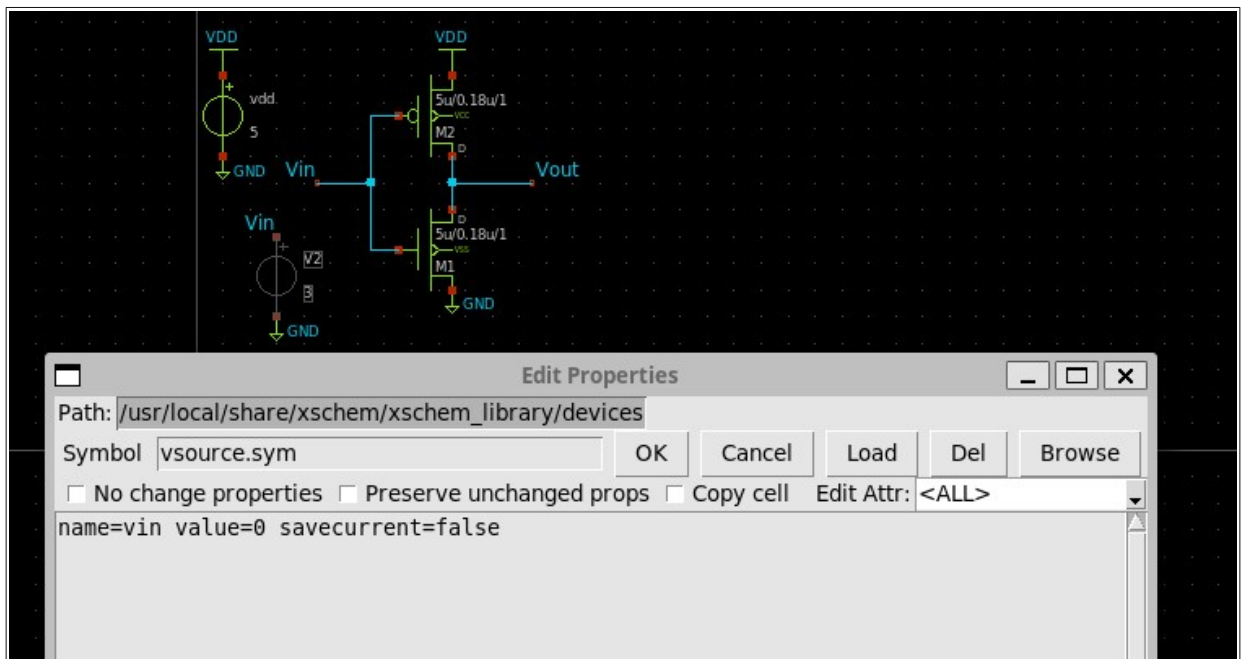 VDD
VDD
vdd.
5
GND
5u/0.18u/1
VCC
M2
D
Vin
Vout
D
5u/0.18u/1
VSS
M1
GND
Vin
+
V2
3
GND
Edit Properties
Path: /usr/local/share/xschem/xschem_library/devices
Symbol vsource.sym OK Cancel Load Del Browse
No change properties Preserve unchanged props Copy cell Edit Attr: <ALL>
name=vin value=0 savecurrent=false